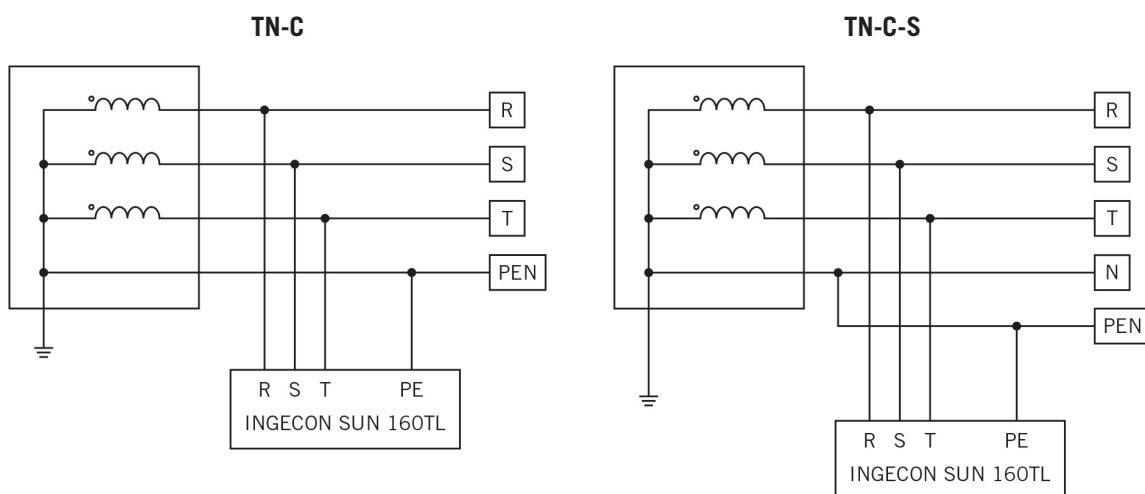 TN-C
R
S
T
PEN
R S T PE
INGECON SUN 160TL
TN-C-S
R
S
T
N
PEN
R S T PE
INGECON SUN 160TL